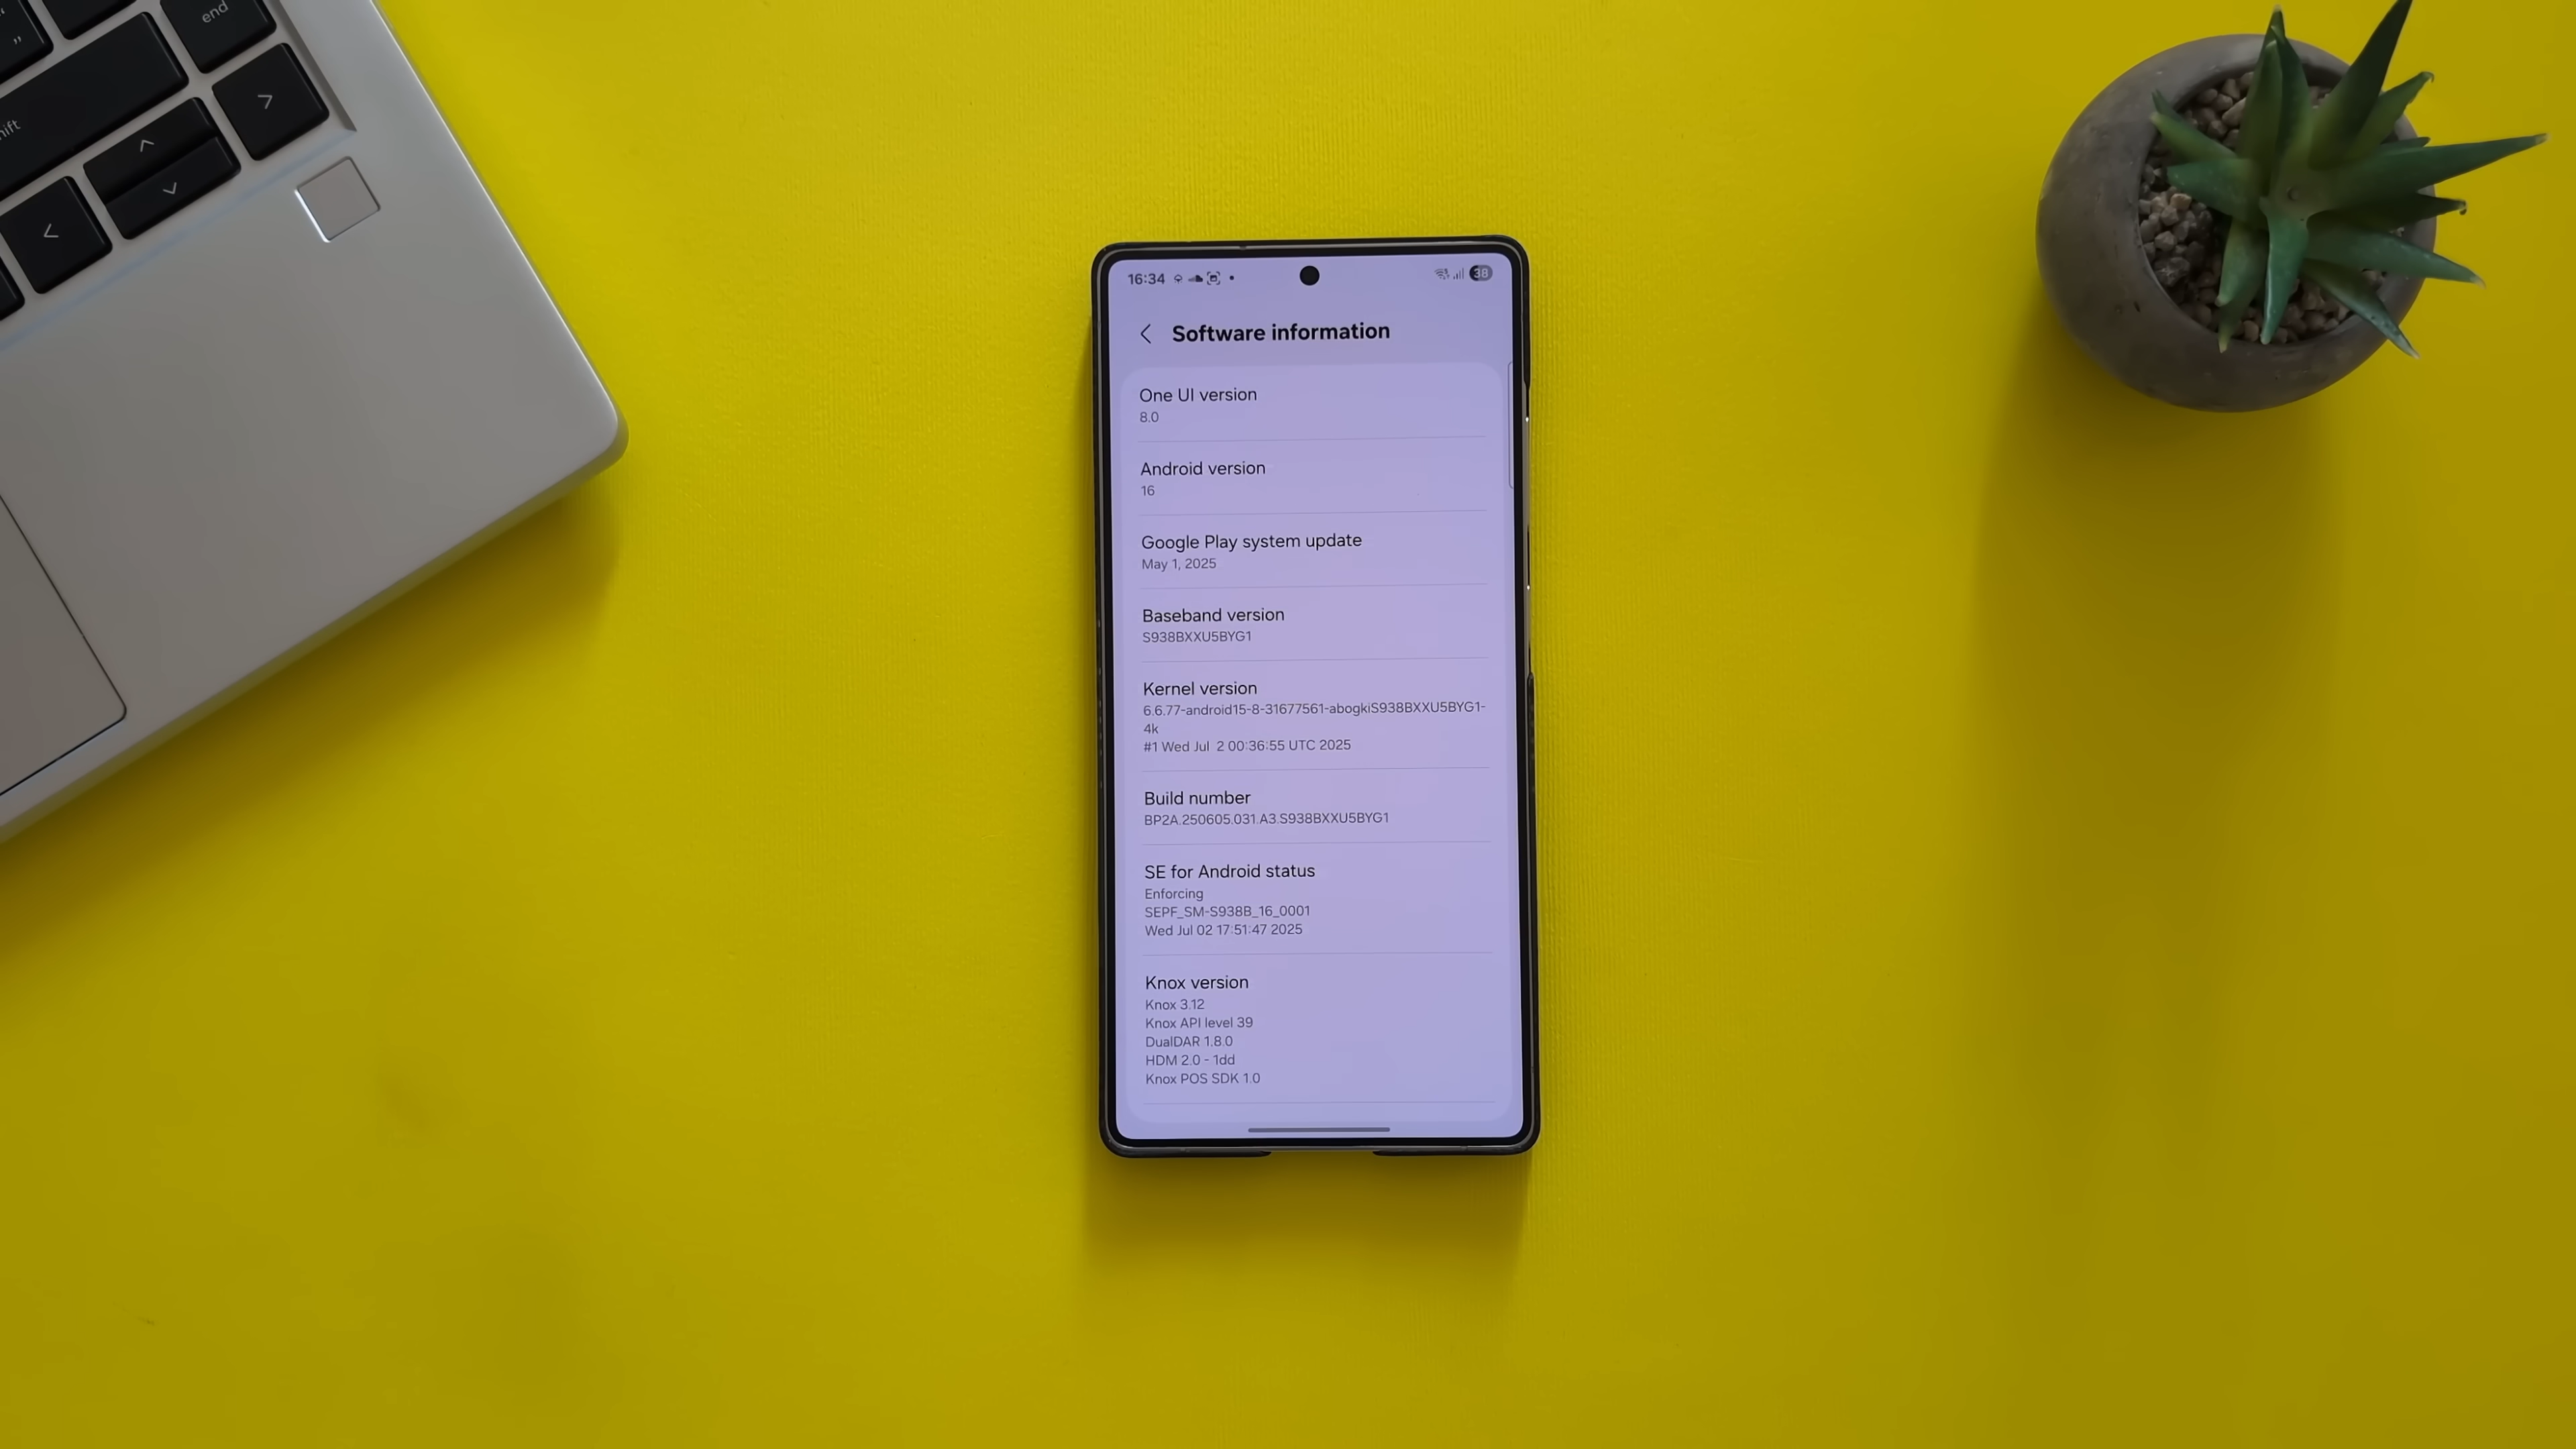 end
"
ift
16:34
38
Software information
One UI version
8.0
Android version
16
Google Play system update
May 1, 2025
Baseband version
S938BXXU5BYG1
Kernel version
6.6.77-android15-8-31677561-abogkiS938BXXU5BYG1-
4k
#1 Wed Jul 2 00:36:55 UTC 2025
Build number
BP2A.250605.031.A3.S938BXXU5BYG1
SE for Android status
Enforcing
SEPF_SM-S938B_16_0001
Wed Jul 02 17:51:47 2025
Knox version
Knox 3.12
Knox API level 39
DualDAR 1.8.0
HDM 2.0 - 1dd
Knox POS SDK 1.0